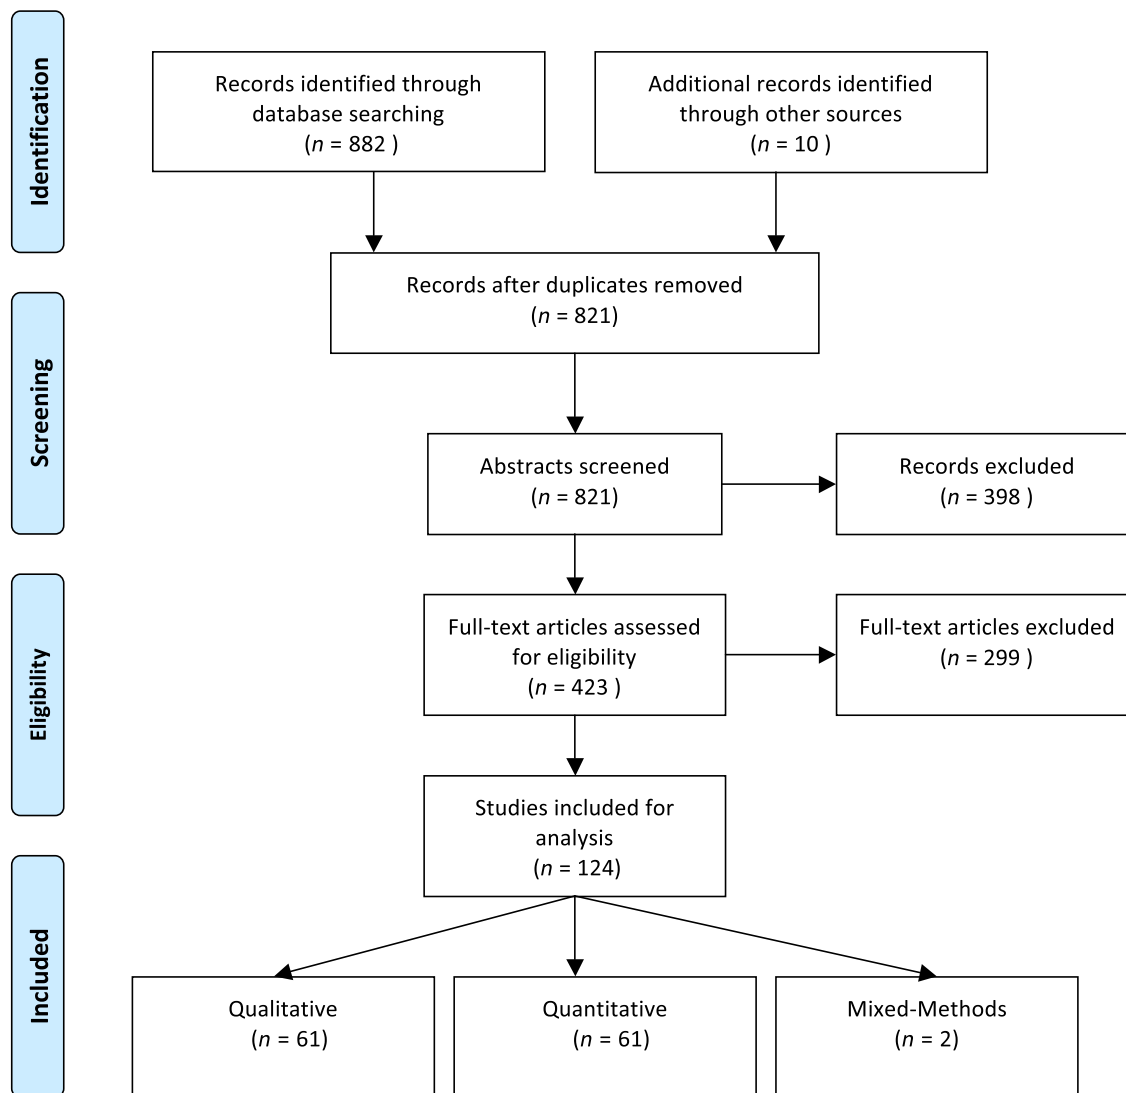 Identification
Records identified through
database searching
(n = 882 )
Additional records identified
through other sources
(n = 10 )
Records after duplicates removed
(n = 821)
Screening
Abstracts screened
(n = 821)
Records excluded
(n = 398 )
Eligibility
Full-text articles assessed
for eligibility
(n = 423 )
Full-text articles excluded
(n = 299 )
Studies included for
analysis
(n = 124)
Included
Qualitative
(n = 61)
Quantitative
(n = 61)
Mixed-Methods
(n = 2)